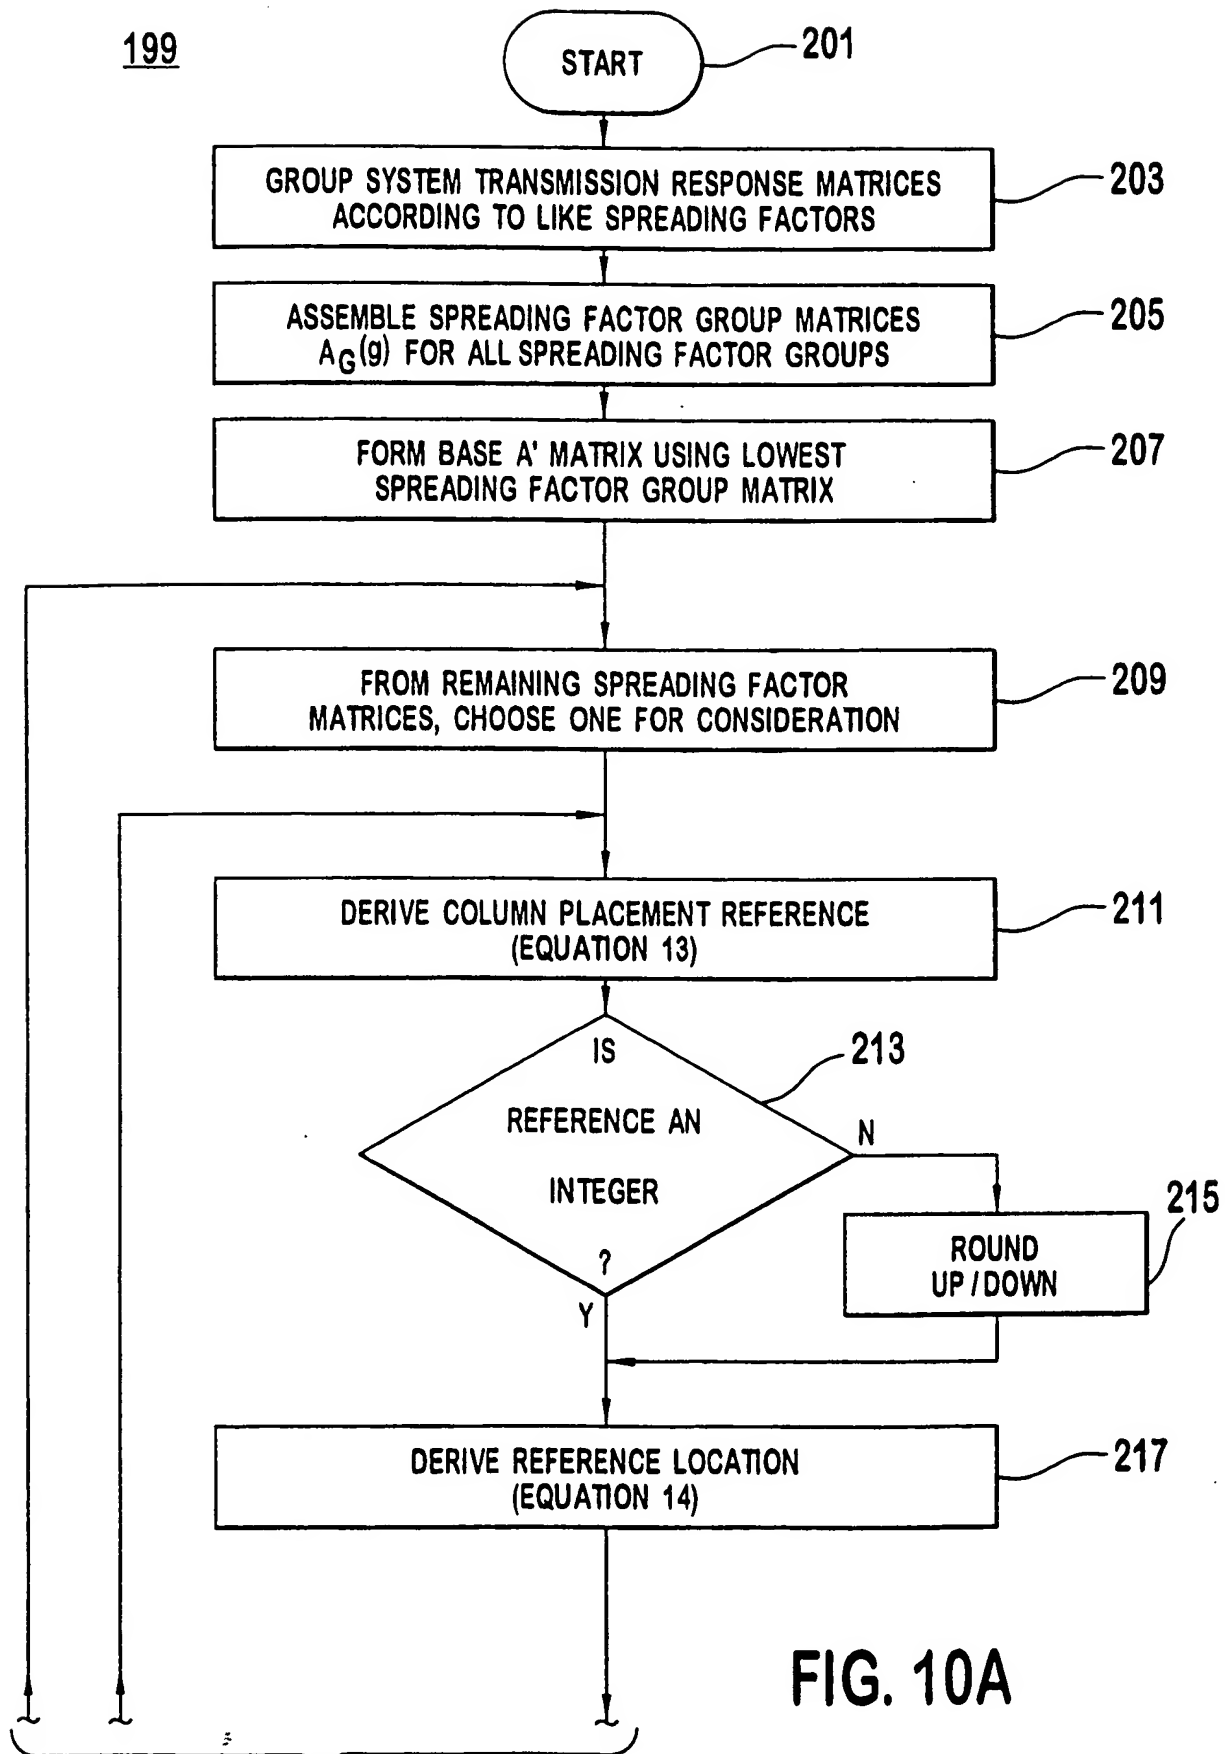 199
START
201
GROUP SYSTEM TRANSMISSION RESPONSE MATRICES
ACCORDING TO LIKE SPREADING FACTORS
203
ASSEMBLE SPREADING FACTOR GROUP MATRICES
AG(g) FOR ALL SPREADING FACTOR GROUPS
205
FORM BASE A' MATRIX USING LOWEST
SPREADING FACTOR GROUP MATRIX
207
FROM REMAINING SPREADING FACTOR
MATRICES, CHOOSE ONE FOR CONSIDERATION
209
DERIVE COLUMN PLACEMENT REFERENCE
(EQUATION 13)
211
IS
REFERENCE AN
INTEGER
?
213
N
Y
215
ROUND
UP / DOWN
DERIVE REFERENCE LOCATION
(EQUATION 14)
217
FIG. 10A